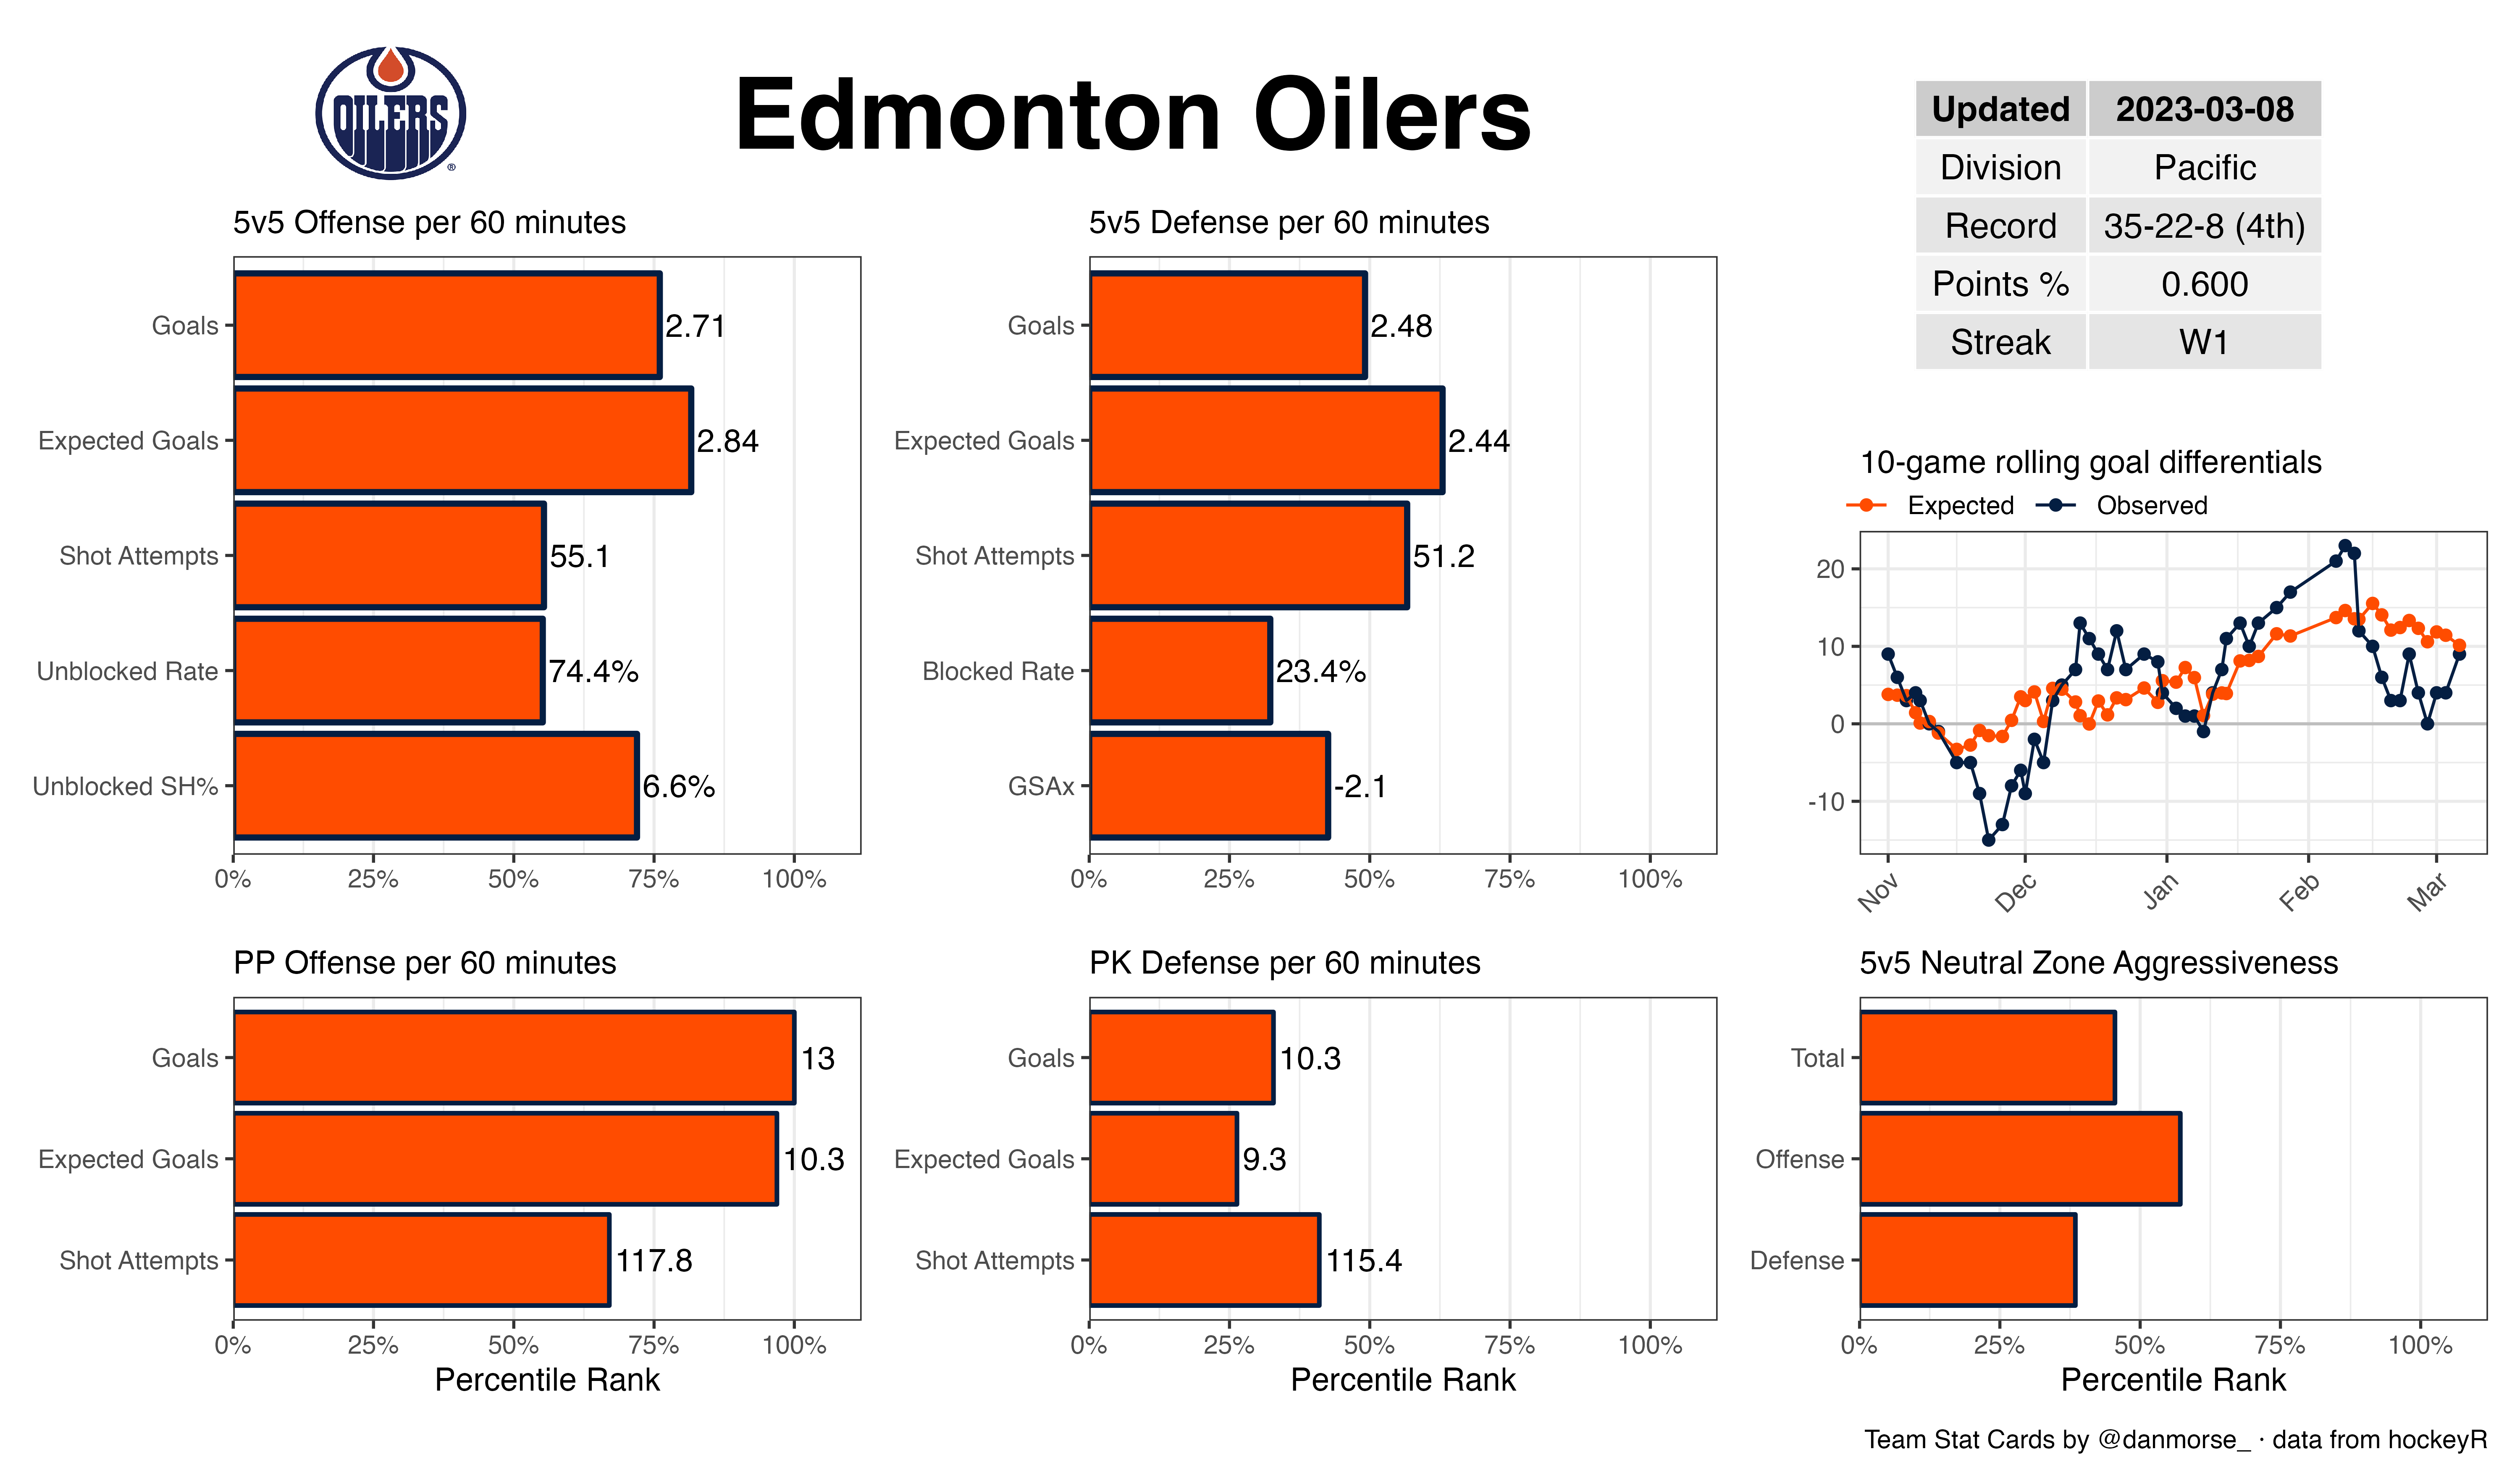 OILERS
®
Edmonton Oilers
Updated 2023-03-08
Division Pacific
Record 35-22-8 (4th)
Points % 0.600
Streak W1
5v5 Offense per 60 minutes
Goals 2.71
Expected Goals 2.84
Shot Attempts 55.1
Unblocked Rate 74.4%
Unblocked SH% 6.6%
0% 25% 50% 75% 100%
5v5 Defense per 60 minutes
Goals 2.48
Expected Goals 2.44
Shot Attempts 51.2
Blocked Rate 23.4%
GSAx -2.1
0% 25% 50% 75% 100%
10-game rolling goal differentials
Expected Observed
20
10
0
-10
Nov Dec Jan Feb Mar
PP Offense per 60 minutes
Goals 13
Expected Goals 10.3
Shot Attempts 117.8
0% 25% 50% 75% 100%
Percentile Rank
PK Defense per 60 minutes
Goals 10.3
Expected Goals 9.3
Shot Attempts 115.4
0% 25% 50% 75% 100%
Percentile Rank
5v5 Neutral Zone Aggressiveness
Total
Offense
Defense
0% 25% 50% 75% 100%
Percentile Rank
Team Stat Cards by @danmorse_ · data from hockeyR